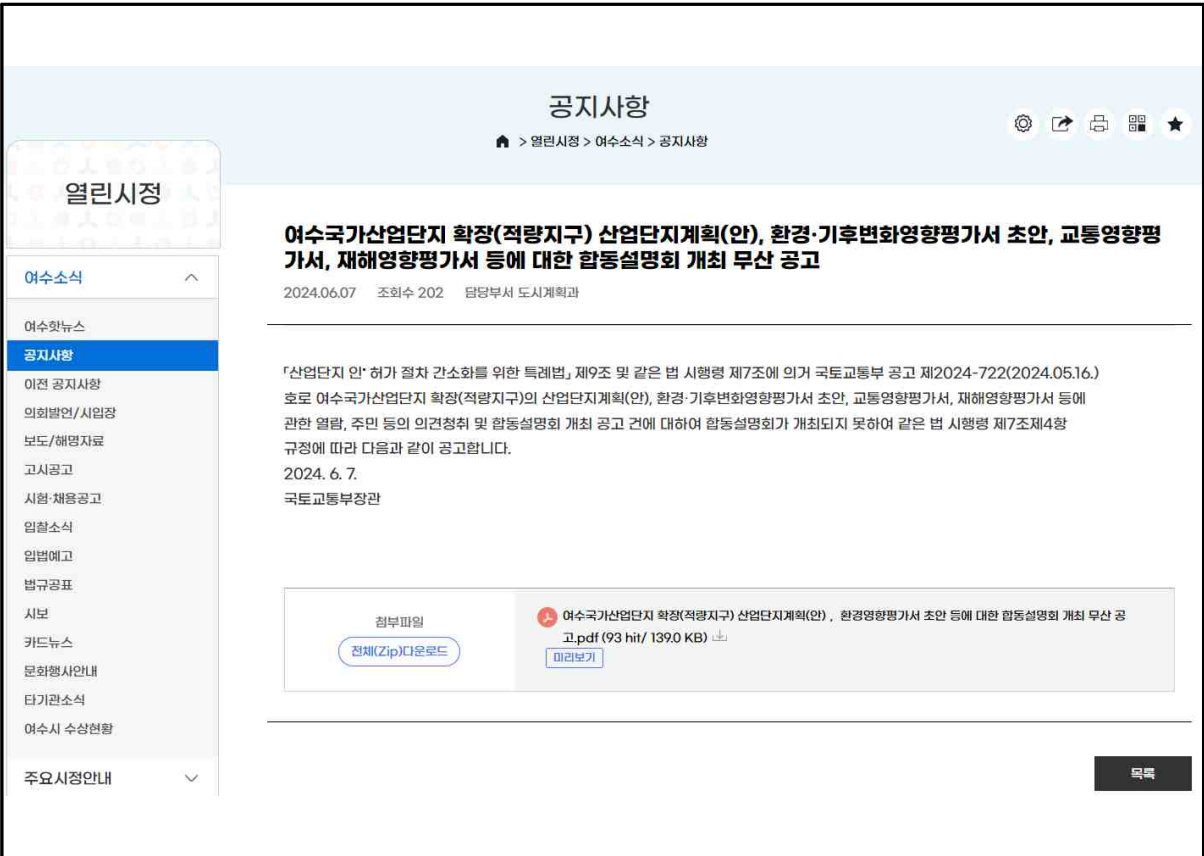 공지사항
> 열린시정 > 여수소식 > 공지사항
열린시정
여수소식
여수핫뉴스
공지사항
이전 공지사항
의회발언/시입장
보도/해명자료
고시공고
시험·채용공고
입찰소식
입법예고
법규공표
시보
카드뉴스
문화행사안내
타기관소식
여수시 수상현황
주요시정안내
여수국가산업단지 확장(적량지구) 산업단지계획(안), 환경·기후변화영향평가서 초안, 교통영향평
가서, 재해영향평가서 등에 대한 합동설명회 개최 무산 공고
2024.06.07 조회수 202 담당부서 도시계획과
「산업단지 인·허가 절차 간소화를 위한 특례법」 제9조 및 같은 법 시행령 제7조에 의거 국토교통부 공고 제2024-722(2024.05.16.)
호로 여수국가산업단지 확장(적량지구)의 산업단지계획(안), 환경·기후변화영향평가서 초안, 교통영향평가서, 재해영향평가서 등에
관한 열람, 주민 등의 의견청취 및 합동설명회 개최 공고 건에 대하여 합동설명회가 개최되지 못하여 같은 법 시행령 제7조제4항
규정에 따라 다음과 같이 공고합니다.
2024. 6. 7.
국토교통부장관
첨부파일
전체(Zip)다운로드
여수국가산업단지 확장(적량지구) 산업단지계획(안) , 환경영향평가서 초안 등에 대한 합동설명회 개최 무산 공
고.pdf (93 hit/ 139.0 KB)
미리보기
목록